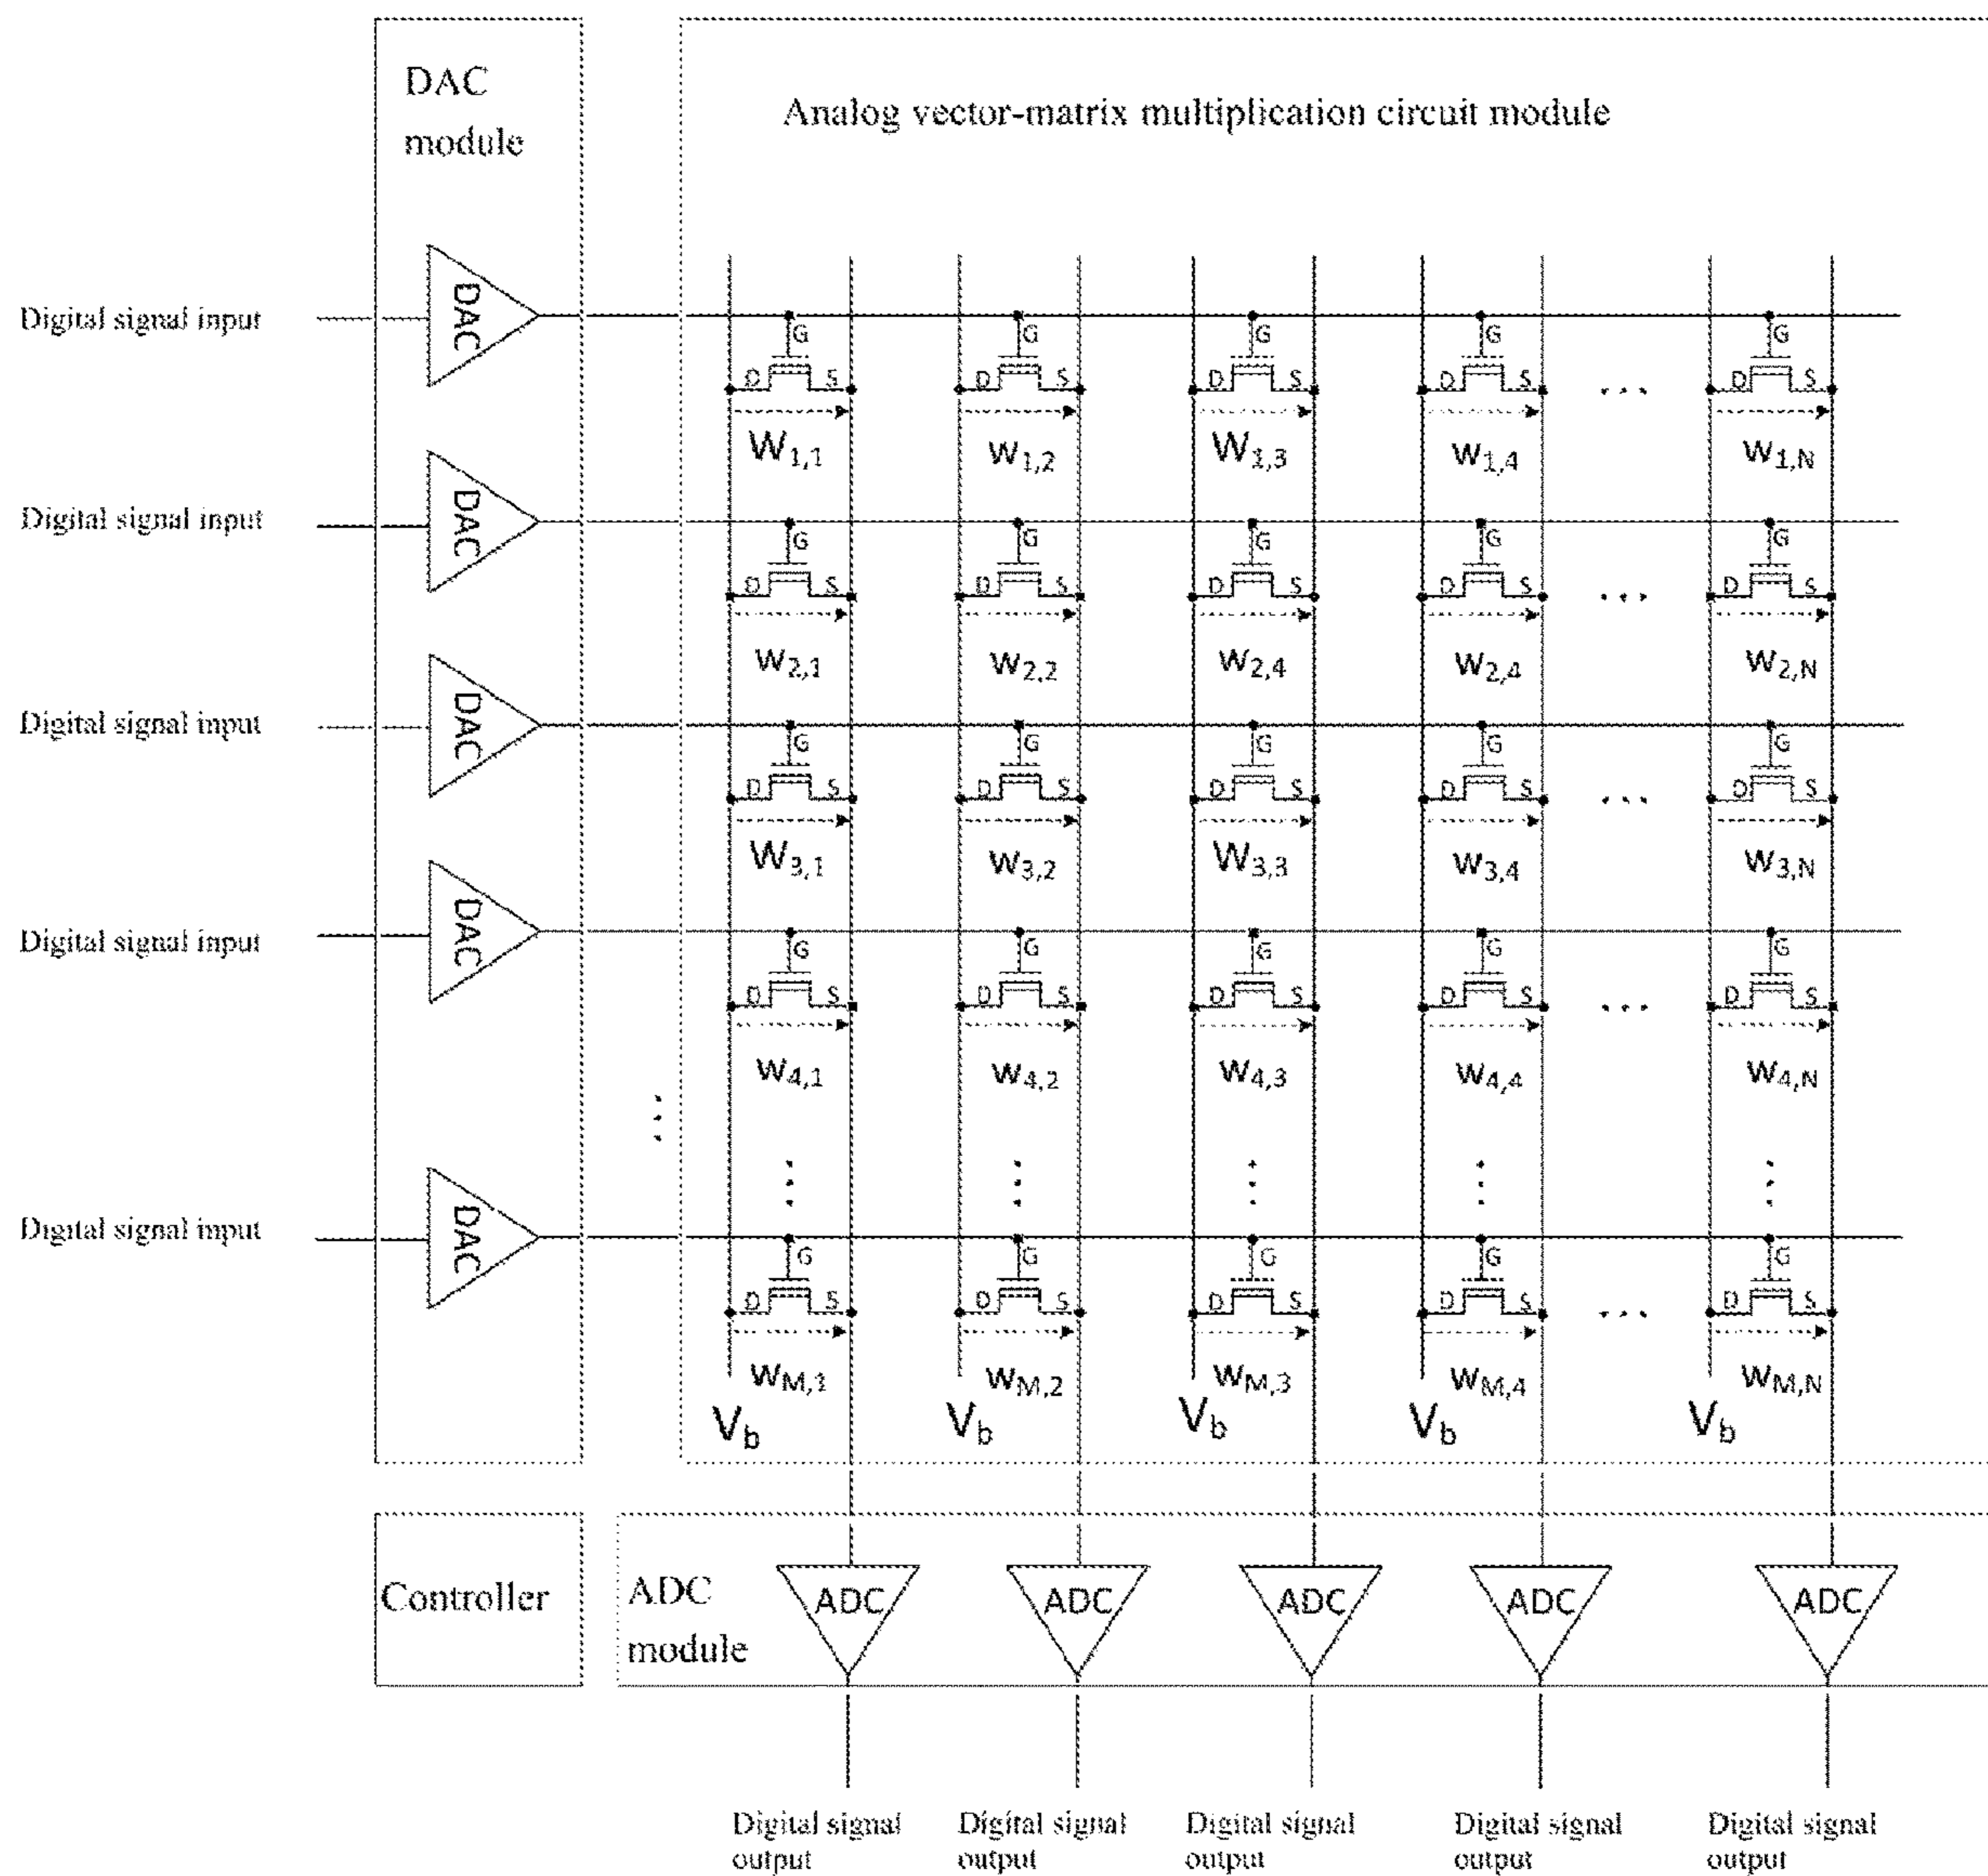 DAC
module
Analog vector-matrix multiplication circuit module
Digital signal input
DAC
G G G G G
D S D S D S D S ... D S
W1,1 W1,2 W1,3 W1,4 W1,N
Digital signal input
DAC
G G G G G
D S D S D S D S ... D S
W2,1 W2,2 W2,4 W2,4 W2,N
Digital signal input
DAC
G G G G G
D S D S D S D S ... D S
W3,1 W3,2 W3,3 W3,4 W3,N
Digital signal input
DAC
G G G G G
D S D S D S D S ... D S
W4,1 W4,2 W4,3 W4,4 W4,N
Digital signal input
DAC
G G G G G
D S D S D S D S ... D S
WM,1 WM,2 WM,3 WM,4 WM,N
Vb Vb Vb Vb Vb
Controller
ADC
module
ADC ADC ADC ADC ADC
Digital signal
output
Digital signal
output
Digital signal
output
Digital signal
output
Digital signal
output